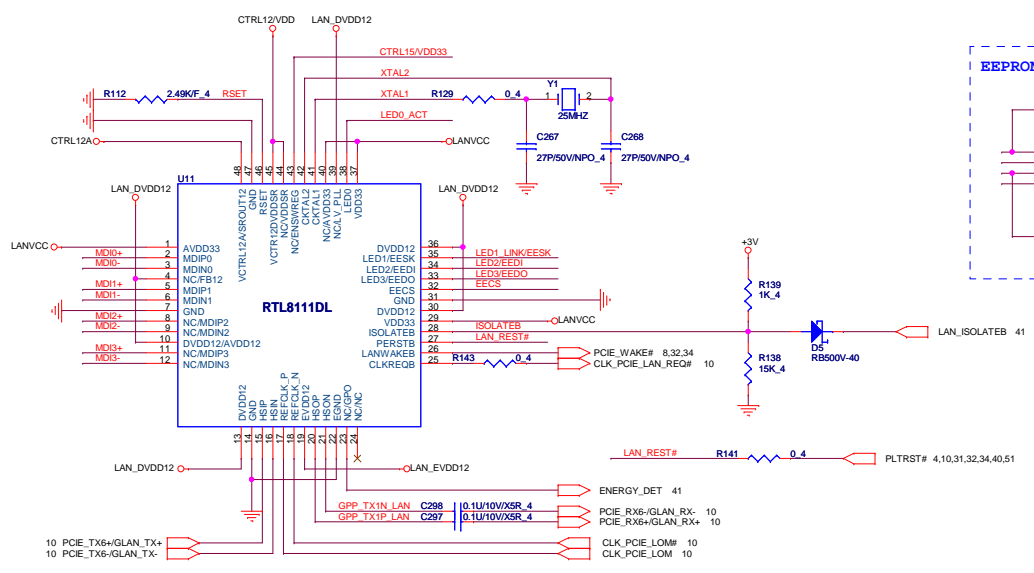 CTRL12/VDD
LAN_DVDD12
EEPROM
CTRL15/VDD33
XTAL2
R112 2.49K/F_4 RSET
XTAL1 R129 0_4
Y1
1 2
25MHZ
LED0_ACT
CTRL12A
LANVCC
C267
27P/50V/NPO_4
C268
27P/50V/NPO_4
48 47 46 45 44 43 42 41 40 39 38 37
U11
VCTRL12A/SROUT12
GND
RSET
VCTR12DVDDSR
NC/VDDSR
NC/ENSWREG
CKTAL2
CKTAL1
NC/AVDD33
NC/LV_PLL
LED0
VDD33
LAN_DVDD12
LAN_DVDD12
LANVCC
1 AVDD33
MDI0+ 2 MDIP0
MDI0- 3 MDIN0
4 NC/FB12
MDI1+ 5 MDIP1
MDI1- 6 MDIN1
7 GND
MDI2+ 8 NC/MDIP2
MDI2- 9 NC/MDIN2
10 DVDD12/AVDD12
MDI3+ 11 NC/MDIP3
MDI3- 12 NC/MDIN3
RTL8111DL
DVDD12 36
LED1/EESK 35 LED1_LINK/EESK
LED2/EEDI 34 LED2/EEDI
LED3/EEDO 33 LED3/EEDO
EECS 32 EECS
GND 31
DVDD12 30
VDD33 29 LANVCC
ISOLATEB 28 ISOLATEB
PERSTB 27 LAN_REST#
LANWAKEB 26 PCIE_WAKE# 8,32,34
CLKREQB 25 R143 0_4 CLK_PCIE_LAN_REQ# 10
+3V
R139
1K_4
D5
RB500V-40
LAN_ISOLATEB 41
R138
15K_4
DVDD12
GND
HSIP
HSIN
REFCLK_P
REFCLK_N
EVDD12
HSOP
HSON
EGND
NC/GPO
NC/NC
13 14 15 16 17 18 19 20 21 22 23 24
LAN_DVDD12
LAN_EVDD12
LAN_REST# R141 0_4 PLTRST# 4,10,31,32,34,40,51
ENERGY_DET 41
GPP_TX1N_LAN C298 0.1U/10V/X5R_4 PCIE_RX6-/GLAN_RX- 10
GPP_TX1P_LAN C297 0.1U/10V/X5R_4 PCIE_RX6+/GLAN_RX+ 10
10 PCIE_TX6+/GLAN_TX+
CLK_PCIE_LOM# 10
10 PCIE_TX6-/GLAN_TX-
CLK_PCIE_LOM 10